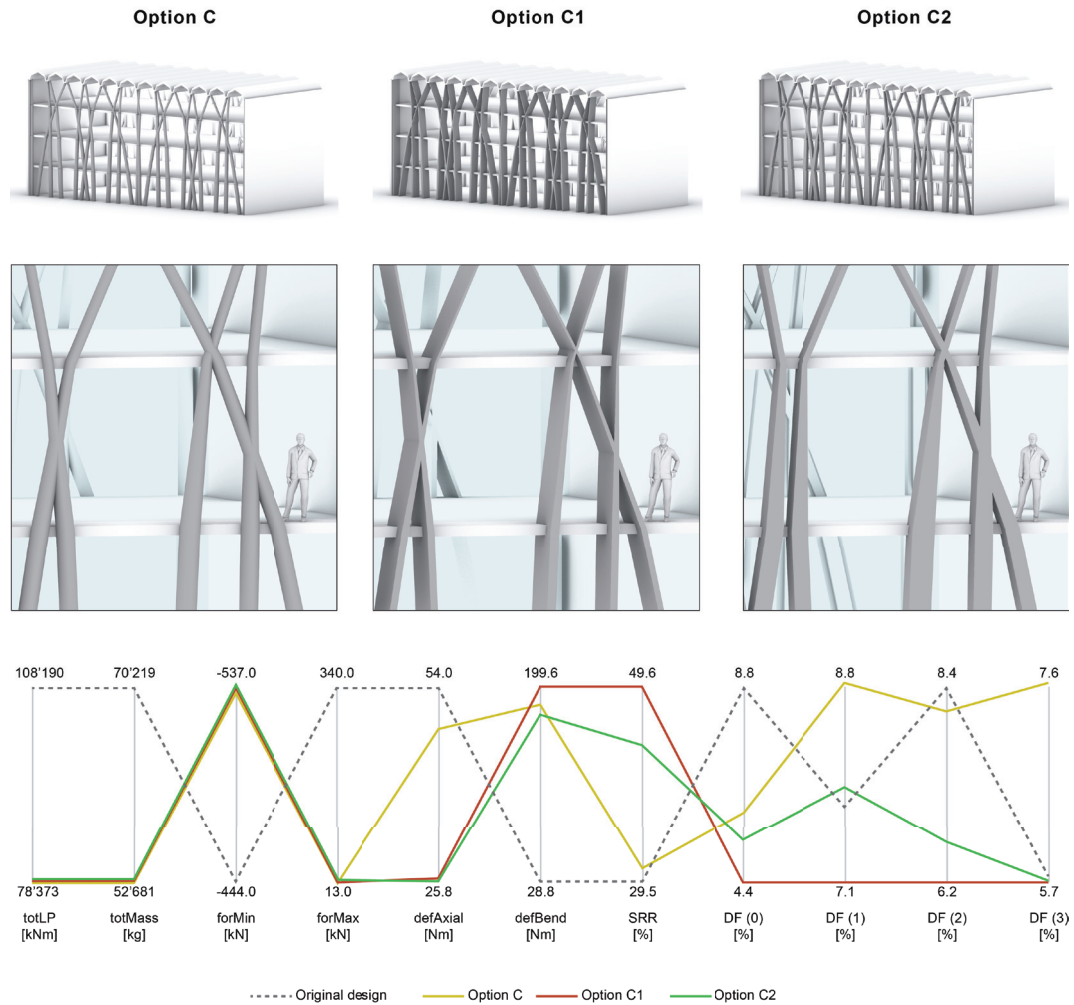 Option C Option C1 Option C2
108'190 70'219 -537.0 340.0 54.0 199.6 49.6 8.8 8.8 8.4 7.6
78'373 52'681 -444.0 13.0 25.8 28.8 29.5 4.4 7.1 6.2 5.7
totLP totMass forMin forMax defAxial defBend SRR DF (0) DF (1) DF (2) DF (3)
[kNm] [kg] [kN] [kN] [Nm] [Nm] [%] [%] [%] [%] [%]
Original design Option C Option C1 Option C2